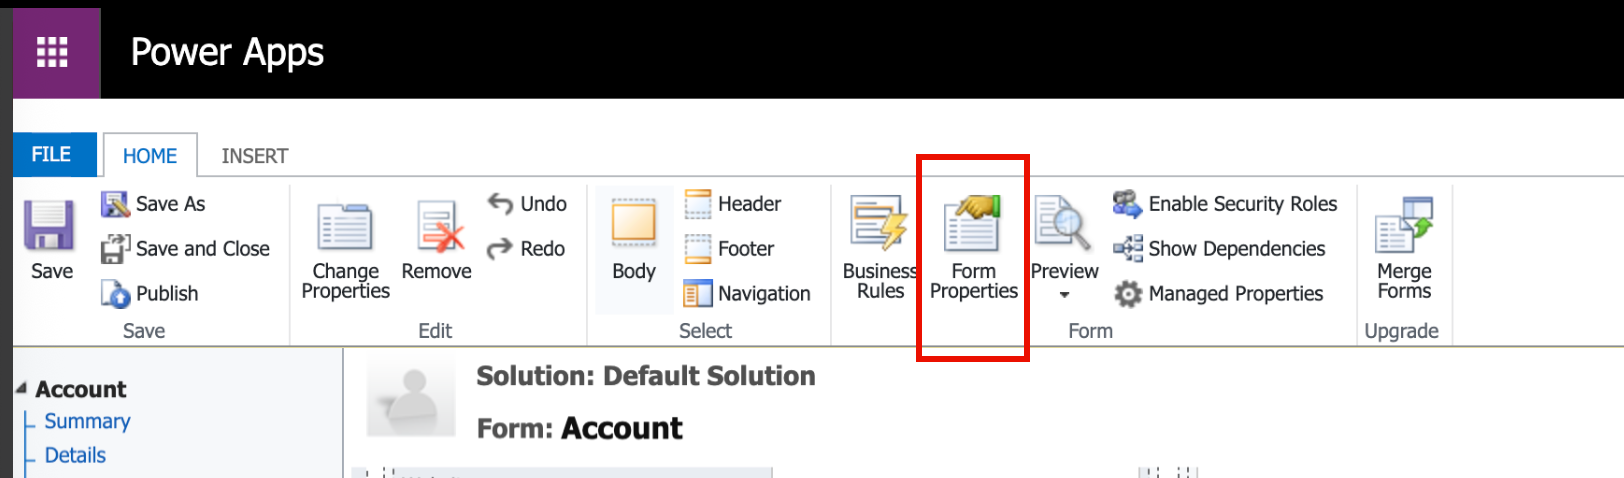 Power Apps
FILE
HOME
INSERT
Save
Save As
Save and Close
Publish
Save
Change
Properties
Remove
Undo
Redo
Edit
Body
Header
Footer
Navigation
Select
Business
Rules
Form
Properties
Preview
Enable Security Roles
Show Dependencies
Managed Properties
Form
Merge
Forms
Upgrade
Account
Summary
Details
Solution: Default Solution
Form: Account